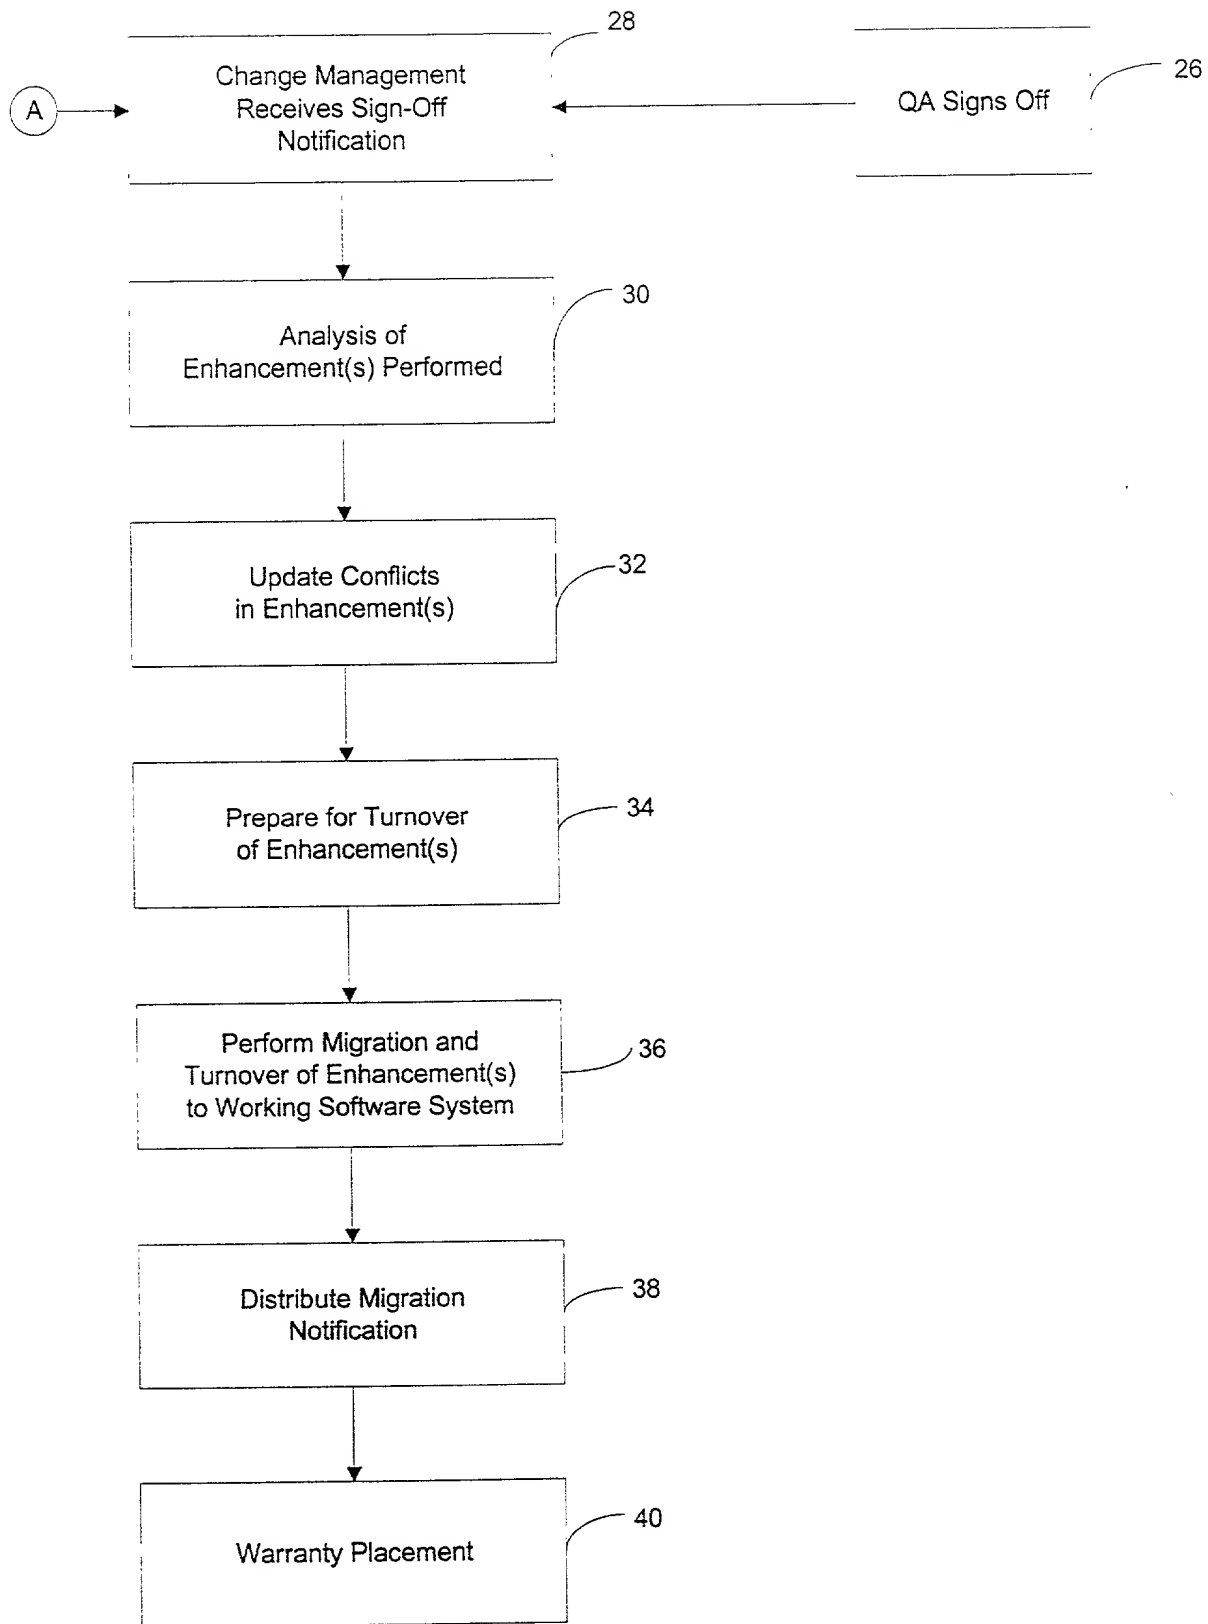 28
26
A
Change Management
Receives Sign-Off
Notification
QA Signs Off
30
Analysis of
Enhancement(s) Performed
32
Update Conflicts
in Enhancement(s)
34
Prepare for Turnover
of Enhancement(s)
36
Perform Migration and
Turnover of Enhancement(s)
to Working Software System
38
Distribute Migration
Notification
40
Warranty Placement